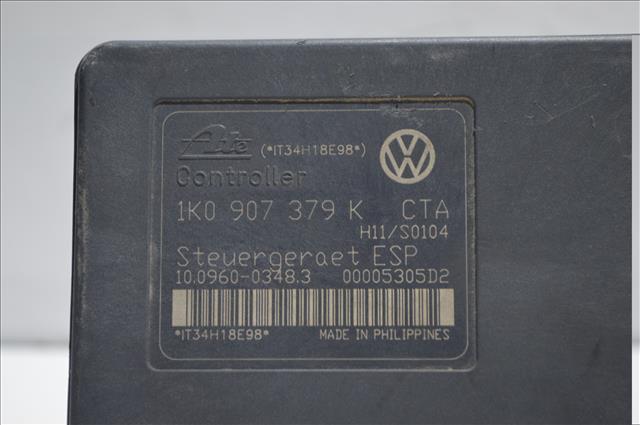 Ate (*IT34H18E98*)
Controller
1K0 907 379 K CTA
H11/S0104
Steuergeraet ESP
10.0960-0348.3 00005305D2
*IT34H18E98* MADE IN PHILIPPINES